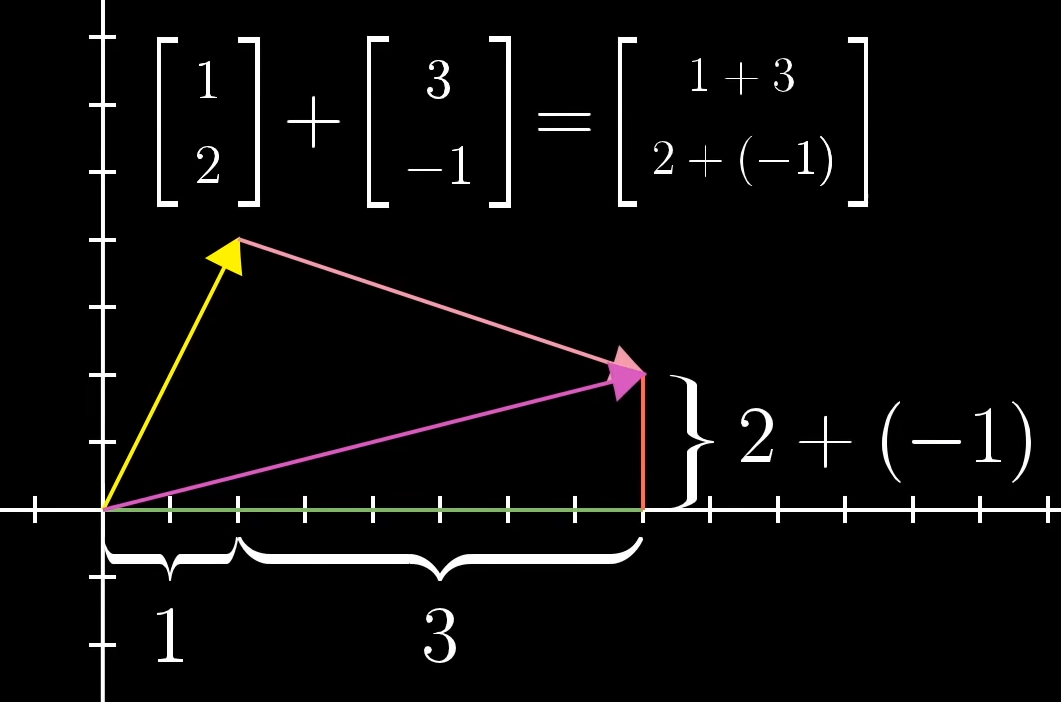 [1 2] + [3 −1] = [1 + 3 2 + (−1)]
2 + (−1)
1 3